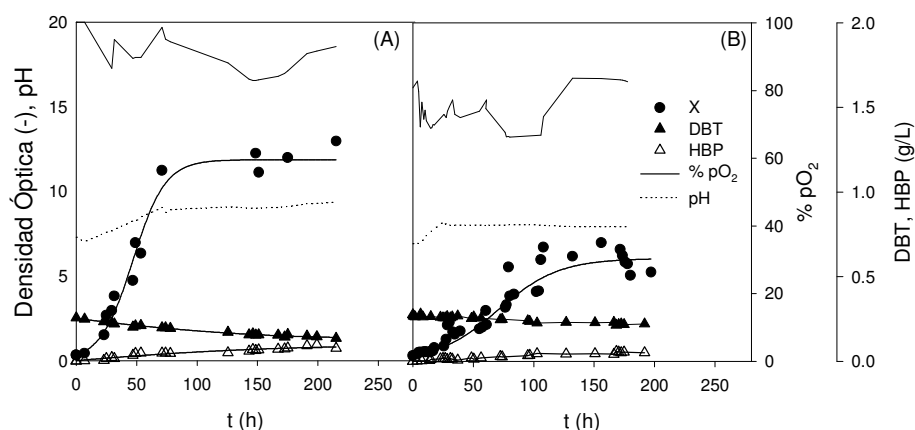 (A)
(B)
Densidad Óptica (-), pH
20
15
10
5
0
0 50 100 150 200 250
t (h)
0 50 100 150 200 250
t (h)
X
DBT
HBP
% pO2
pH
100
80
60
40
20
0
% pO2
2.0
1.5
1.0
0.5
0.0
DBT, HBP (g/L)